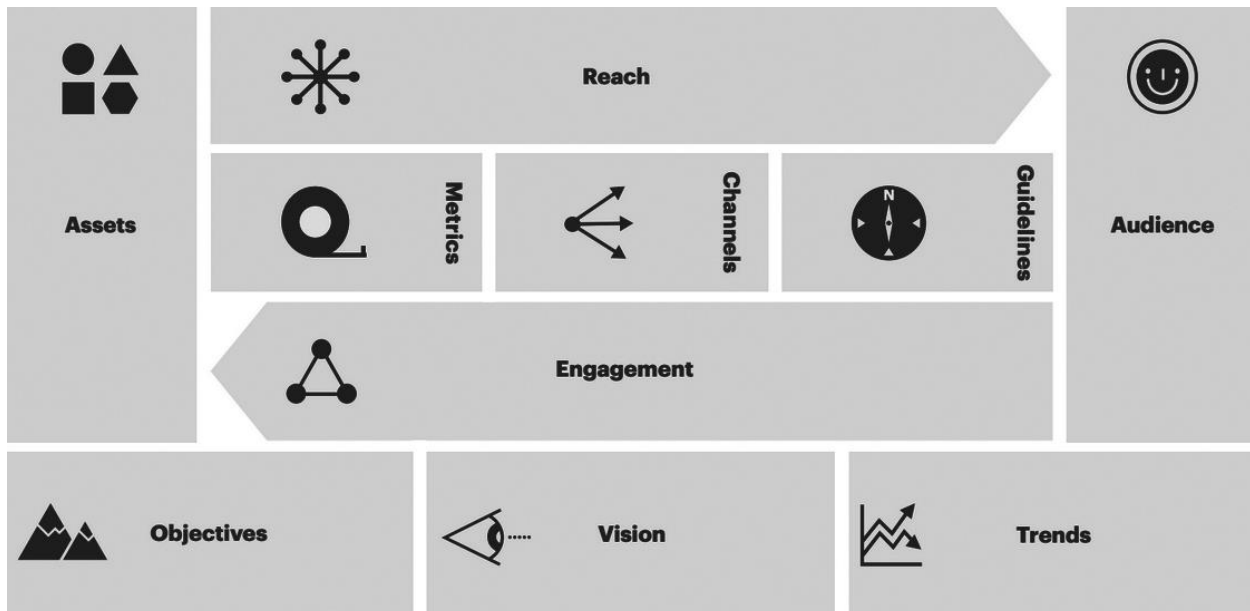 Reach
Assets
Metrics
Channels
N
Guidelines
Audience
Engagement
Objectives
Vision
Trends